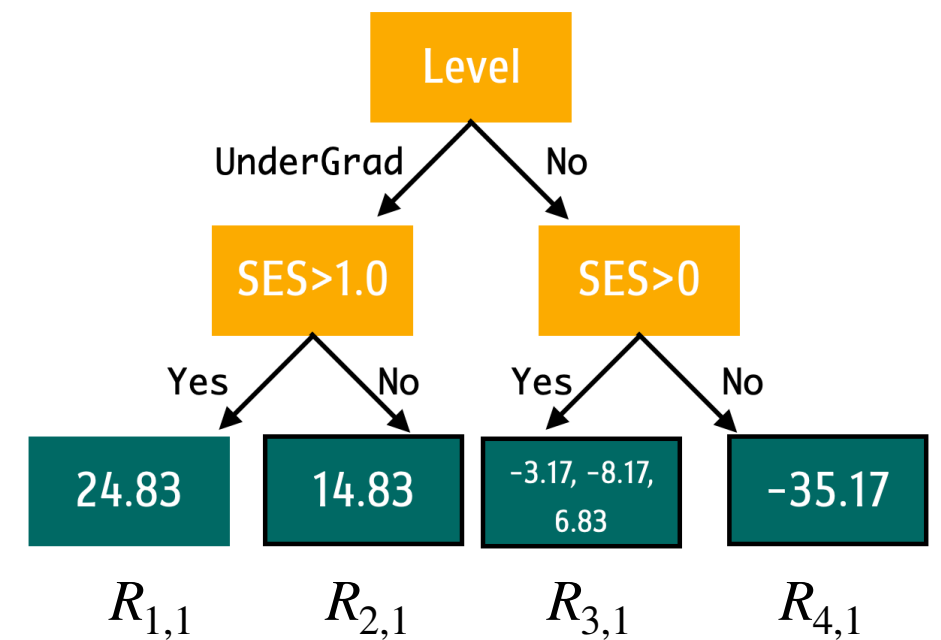 Level
UnderGrad
No
SES>1.0
SES>0
Yes
No
Yes
No
24.83
14.83
-3.17, -8.17,
6.83
-35.17
R1,1
R2,1
R3,1
R4,1